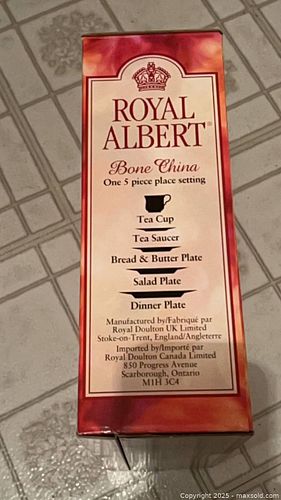 ROYAL
ALBERT®
Bone China
One 5 piece place setting
Tea Cup
Tea Saucer
Bread & Butter Plate
Salad Plate
Dinner Plate
Manufactured by/Fabriqué par
Royal Doulton UK Limited
Stoke-on-Trent, England/Angleterre
Imported by/Importé par
Royal Doulton Canada Limited
850 Progress Avenue
Scarborough, Ontario
M1H 3C4
Copyright © 2025 - maxsold.com